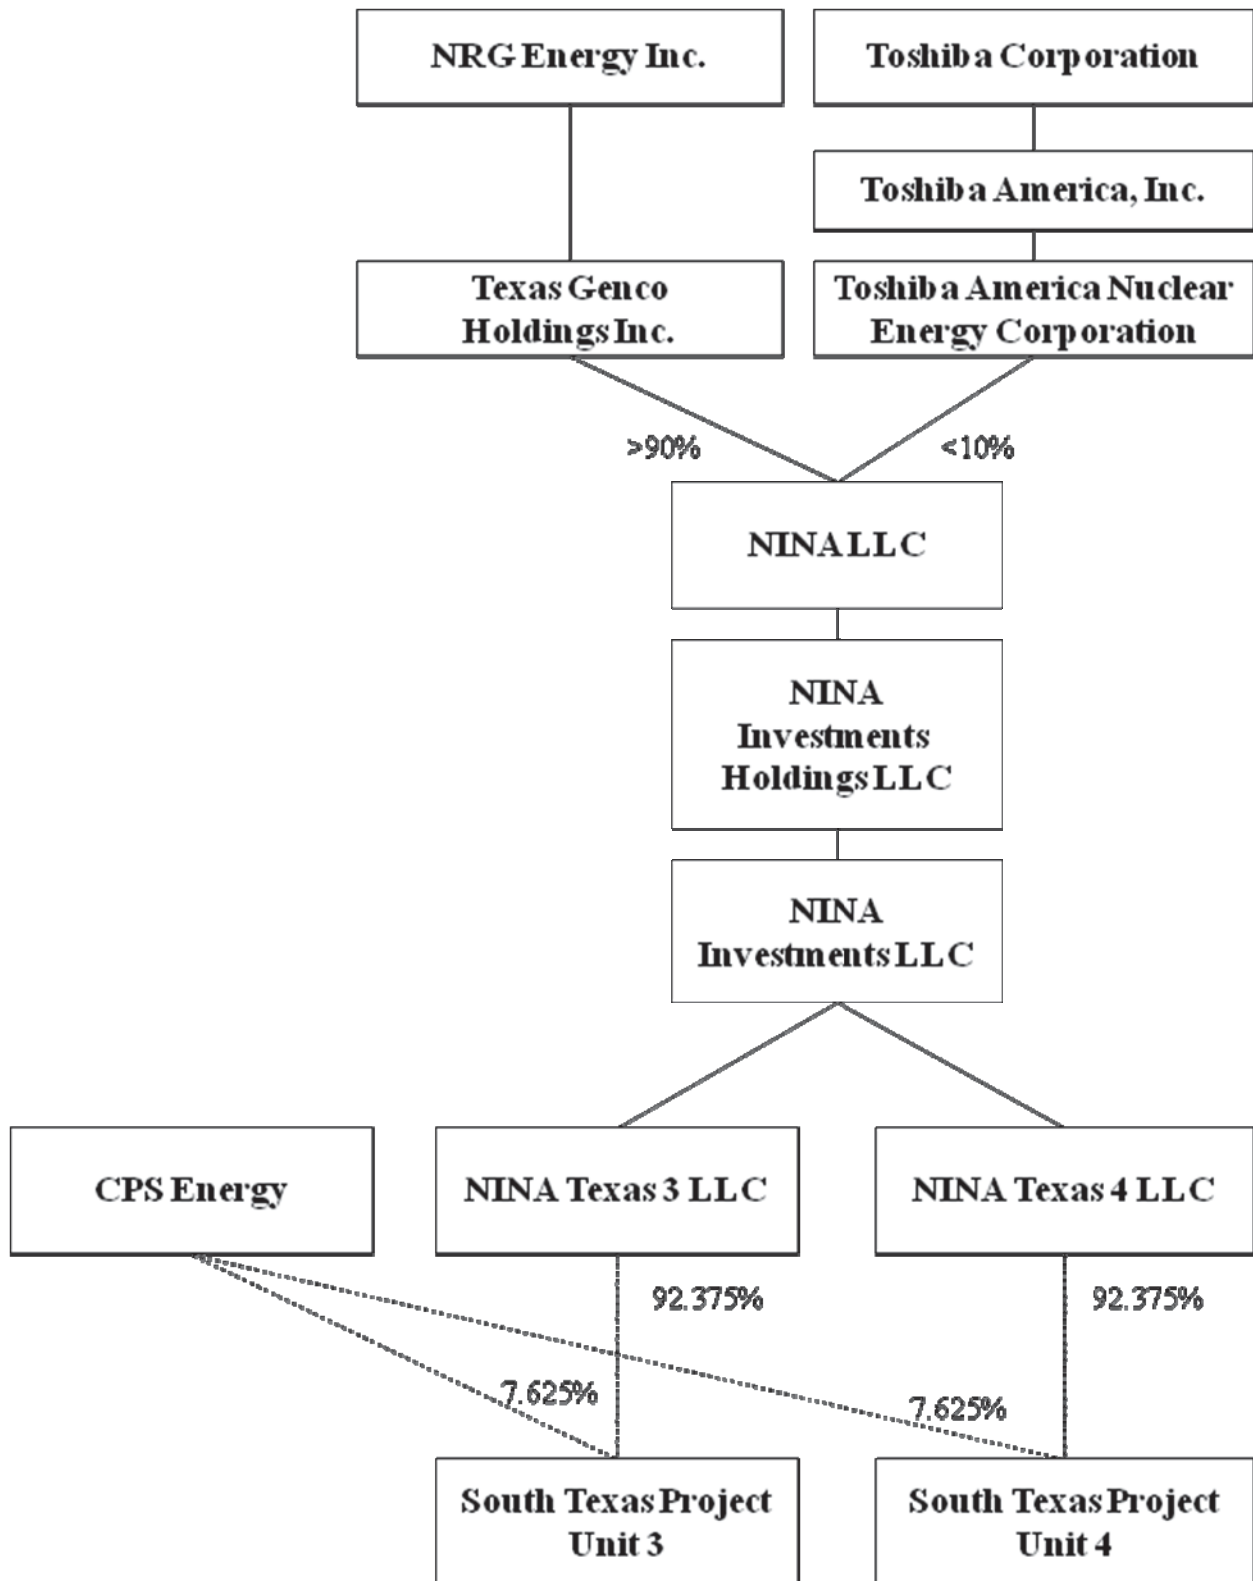 NRG Energy Inc.
Toshiba Corporation
Toshiba America, Inc.
Texas Genco
Holdings Inc.
Toshiba America Nuclear
Energy Corporation
>90%
<10%
NINA LLC
NINA
Investments
Holdings LLC
NINA
Investments LLC
CPS Energy
NINA Texas 3 LLC
NINA Texas 4 LLC
92.375%
92.375%
7.625%
7.625%
South Texas Project
Unit 3
South Texas Project
Unit 4